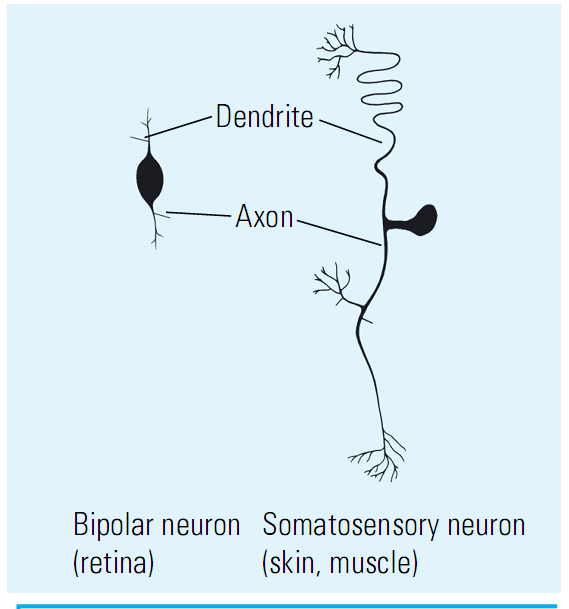 Dendrite
Axon
Bipolar neuron
(retina)
Somatosensory neuron
(skin, muscle)